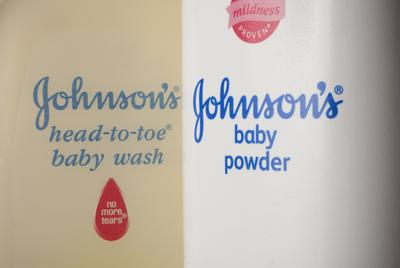 Johnson's®
head-to-toe®
baby wash
no
more
tears®
mildness
PROVEN®
Johnson's®
baby
powder